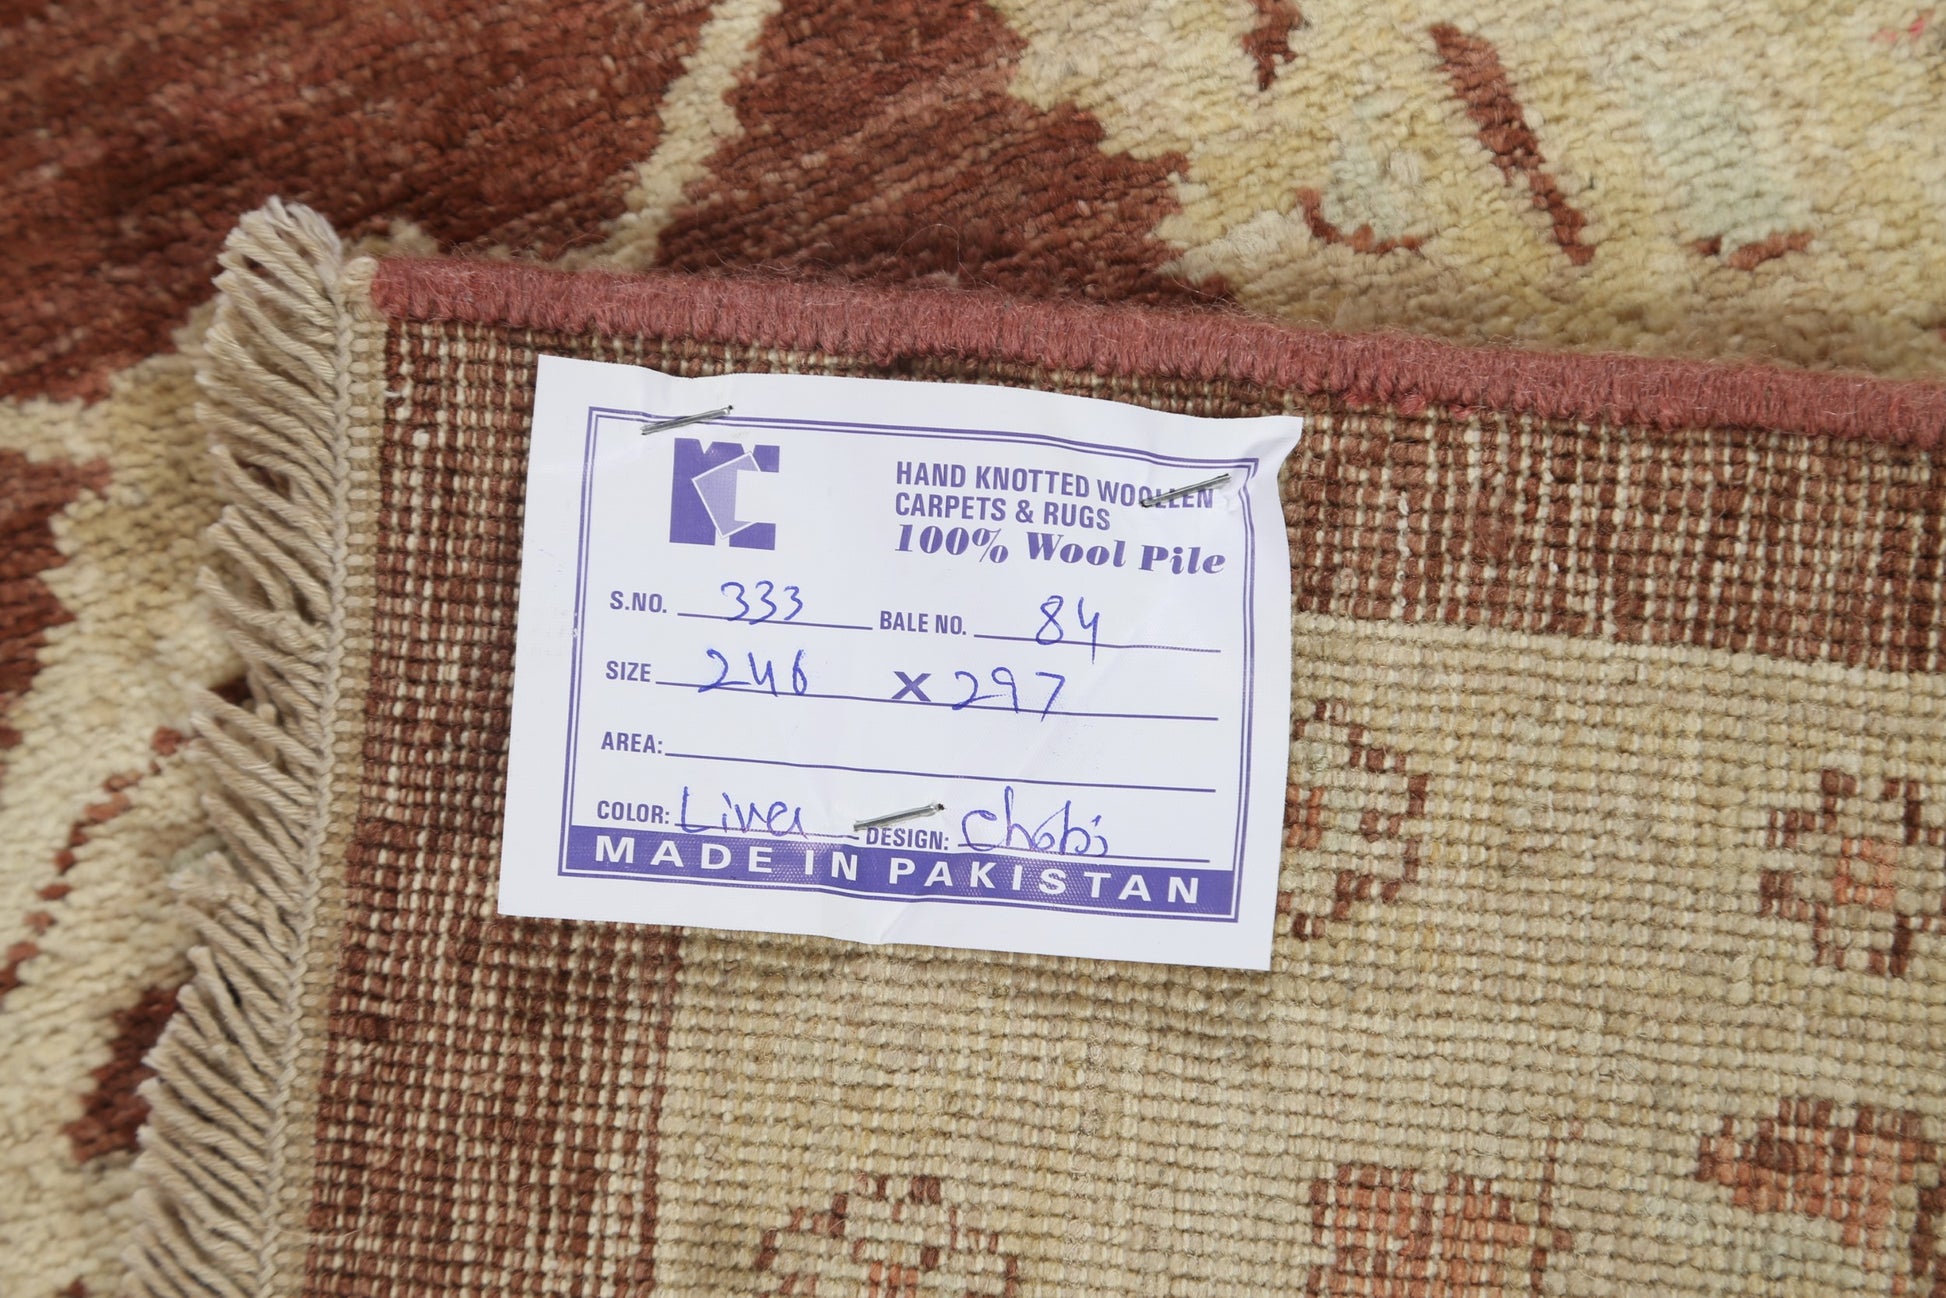 HAND KNOTTED WOOLLEN
CARPETS & RUGS
100% Wool Pile
S.NO. 333 BALE NO. 84
SIZE 246 X 297
AREA:
COLOR: Liver DESIGN: Chobi
MADE IN PAKISTAN